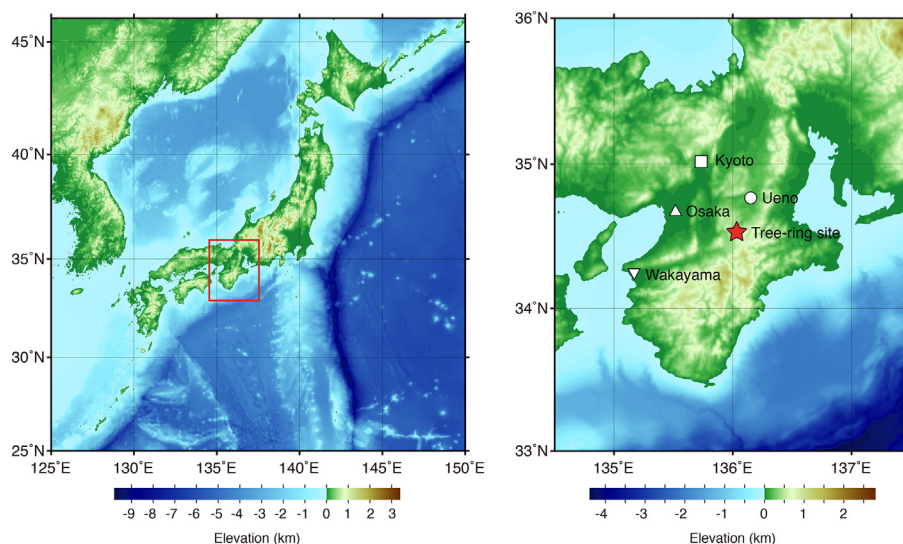 45°N
40°N
35°N
30°N
25°N
125°E 130°E 135°E 140°E 145°E 150°E
-9 -8 -7 -6 -5 -4 -3 -2 -1 0 1 2 3
Elevation (km)
36°N
35°N
34°N
33°N
Kyoto
Ueno
Osaka
Tree-ring site
Wakayama
135°E 136°E 137°E
-4 -3 -2 -1 0 1 2
Elevation (km)